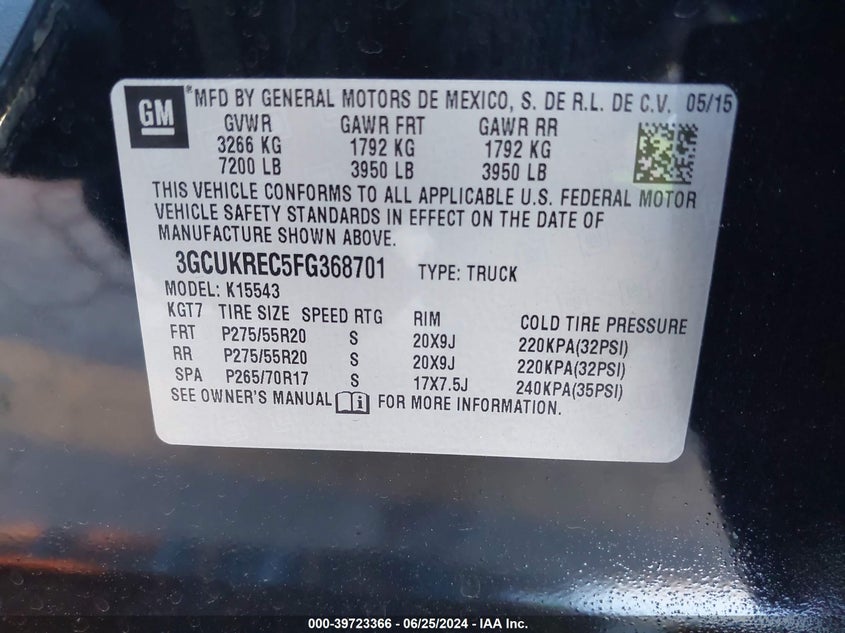 GM
MFD BY GENERAL MOTORS DE MEXICO, S. DE R.L. DE C.V. 05/15
GVWR GAWR FRT GAWR RR
3266 KG 1792 KG 1792 KG
7200 LB 3950 LB 3950 LB
THIS VEHICLE CONFORMS TO ALL APPLICABLE U.S. FEDERAL MOTOR
VEHICLE SAFETY STANDARDS IN EFFECT ON THE DATE OF
MANUFACTURE SHOWN ABOVE.
3GCUKREC5FG368701 TYPE: TRUCK
MODEL: K15543
KGT7 TIRE SIZE SPEED RTG RIM COLD TIRE PRESSURE
FRT P275/55R20 S 20X9J 220KPA(32PSI)
RR P275/55R20 S 20X9J 220KPA(32PSI)
SPA P265/70R17 S 17X7.5J 240KPA(35PSI)
SEE OWNER'S MANUAL i FOR MORE INFORMATION.
000-39723366 - 06/25/2024 - IAA Inc.